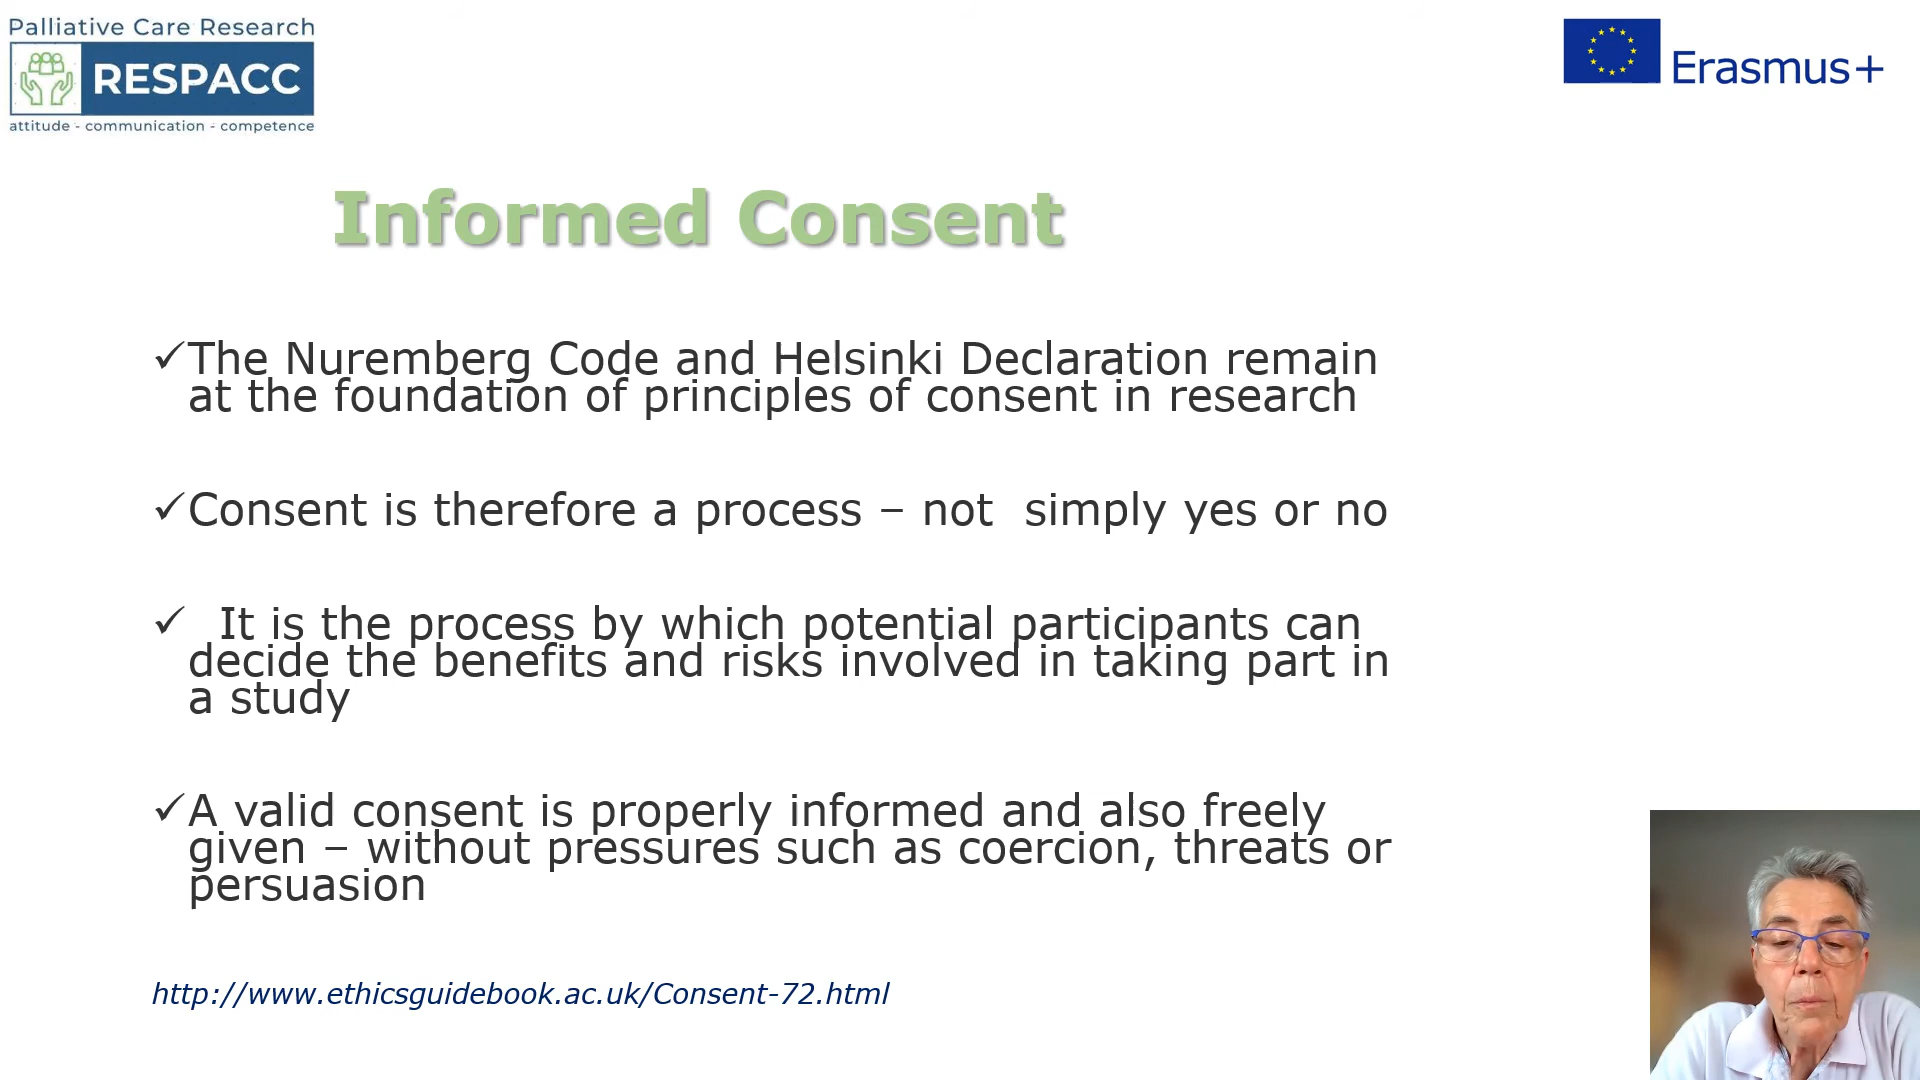 Palliative Care Research
RESPACC
attitude - communication - competence
Erasmus+
Informed Consent
✓The Nuremberg Code and Helsinki Declaration remain
at the foundation of principles of consent in research
✓Consent is therefore a process – not  simply yes or no
✓  It is the process by which potential participants can
decide the benefits and risks involved in taking part in
a study
✓A valid consent is properly informed and also freely
given – without pressures such as coercion, threats or
persuasion
http://www.ethicsguidebook.ac.uk/Consent-72.html